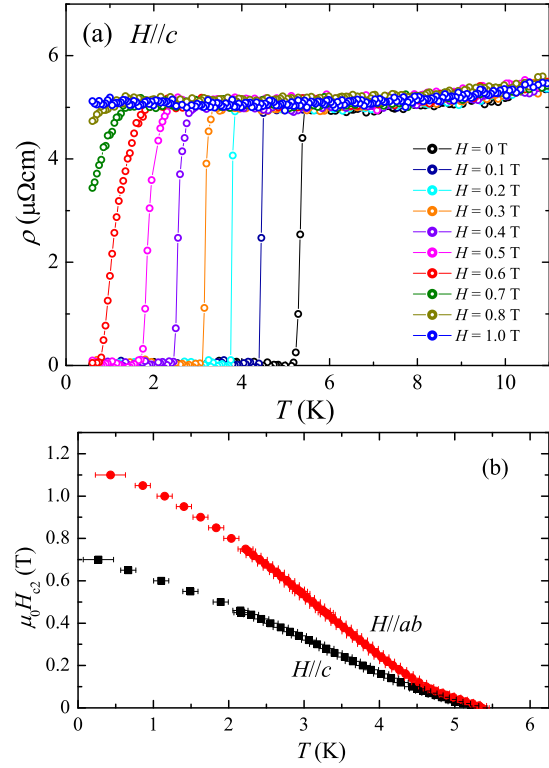 (a) H//c
6
4
2
0
ρ (μΩcm)
H = 0 T
H = 0.1 T
H = 0.2 T
H = 0.3 T
H = 0.4 T
H = 0.5 T
H = 0.6 T
H = 0.7 T
H = 0.8 T
H = 1.0 T
0 2 4 6 8 10
T (K)
(b)
1.2
1.0
0.8
0.6
0.4
0.2
0
μ₀H_c2 (T)
H//ab
H//c
0 1 2 3 4 5 6
T (K)